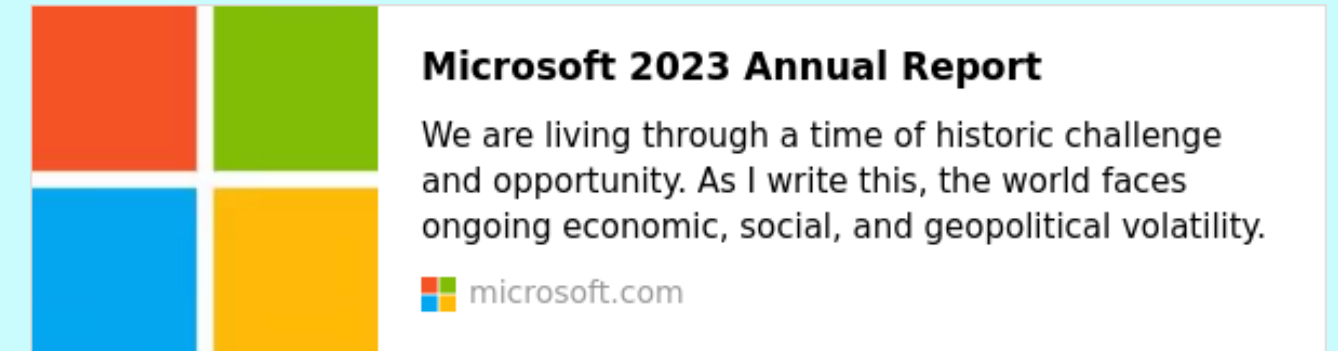 Microsoft 2023 Annual Report
We are living through a time of historic challenge
and opportunity. As I write this, the world faces
ongoing economic, social, and geopolitical volatility.
microsoft.com